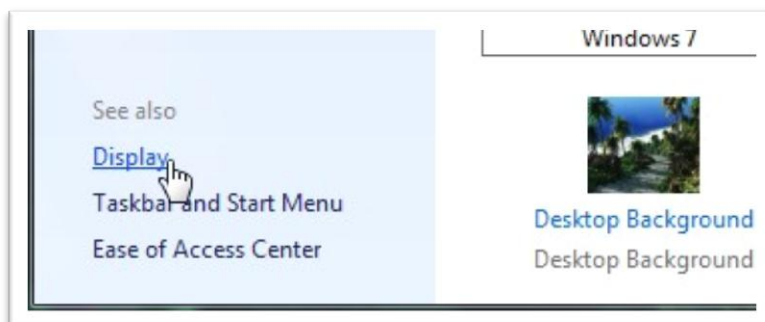 Windows 7
See also
Display
Taskbar and Start Menu
Ease of Access Center
Desktop Background
Desktop Background